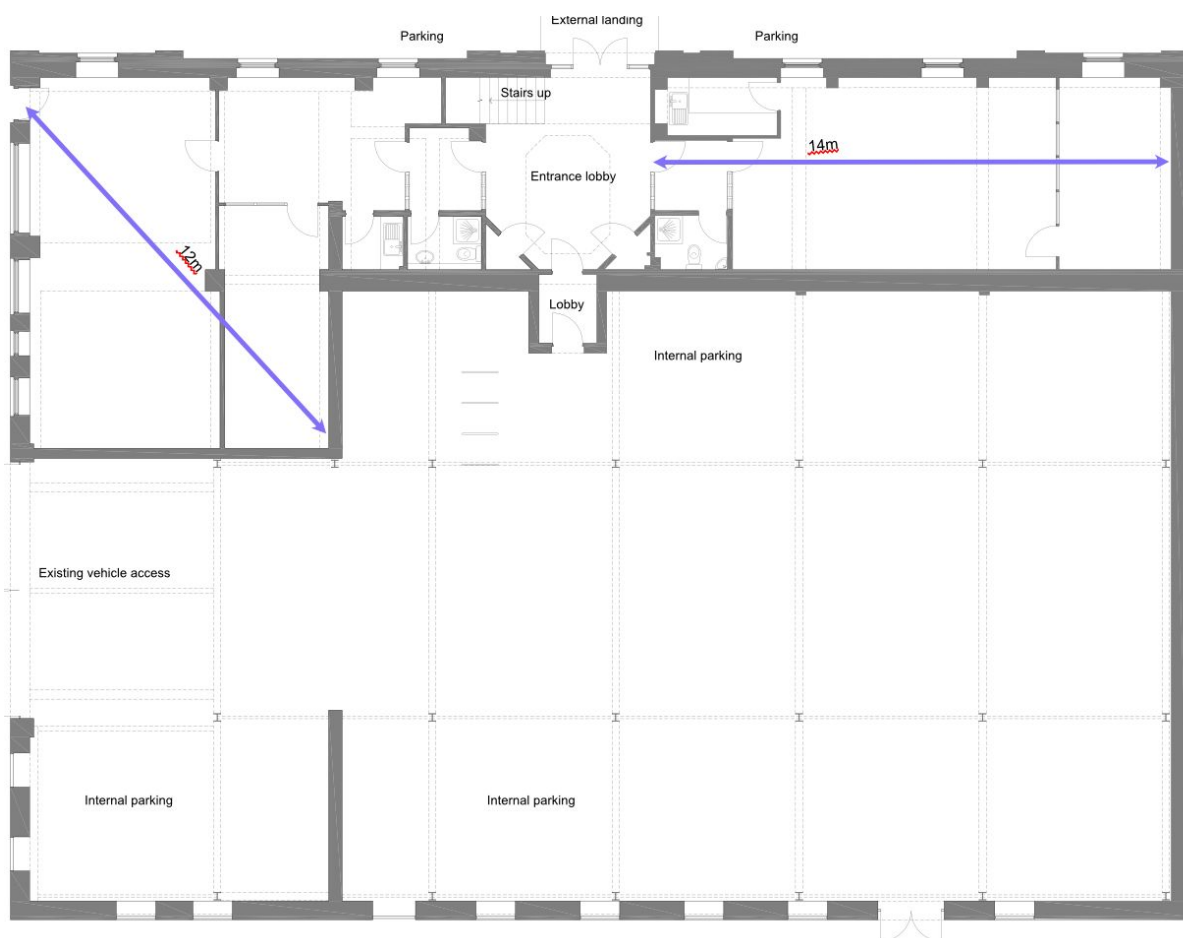 External landing
Parking
Parking
Stairs up
14m
Entrance lobby
12m
Lobby
Internal parking
Existing vehicle access
Internal parking
Internal parking